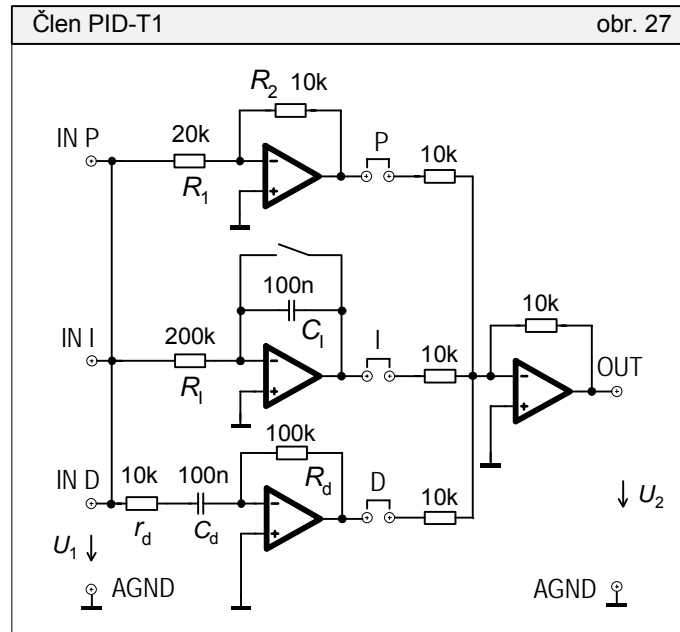 Člen PID-T1 obr. 27
R2 10k
IN P 20k P 10k
R1
100n 10k
CI
IN I 200k I 10k OUT
RI
100k
IN D 10k 100n Rd D 10k
rd Cd
U1 U2
AGND AGND